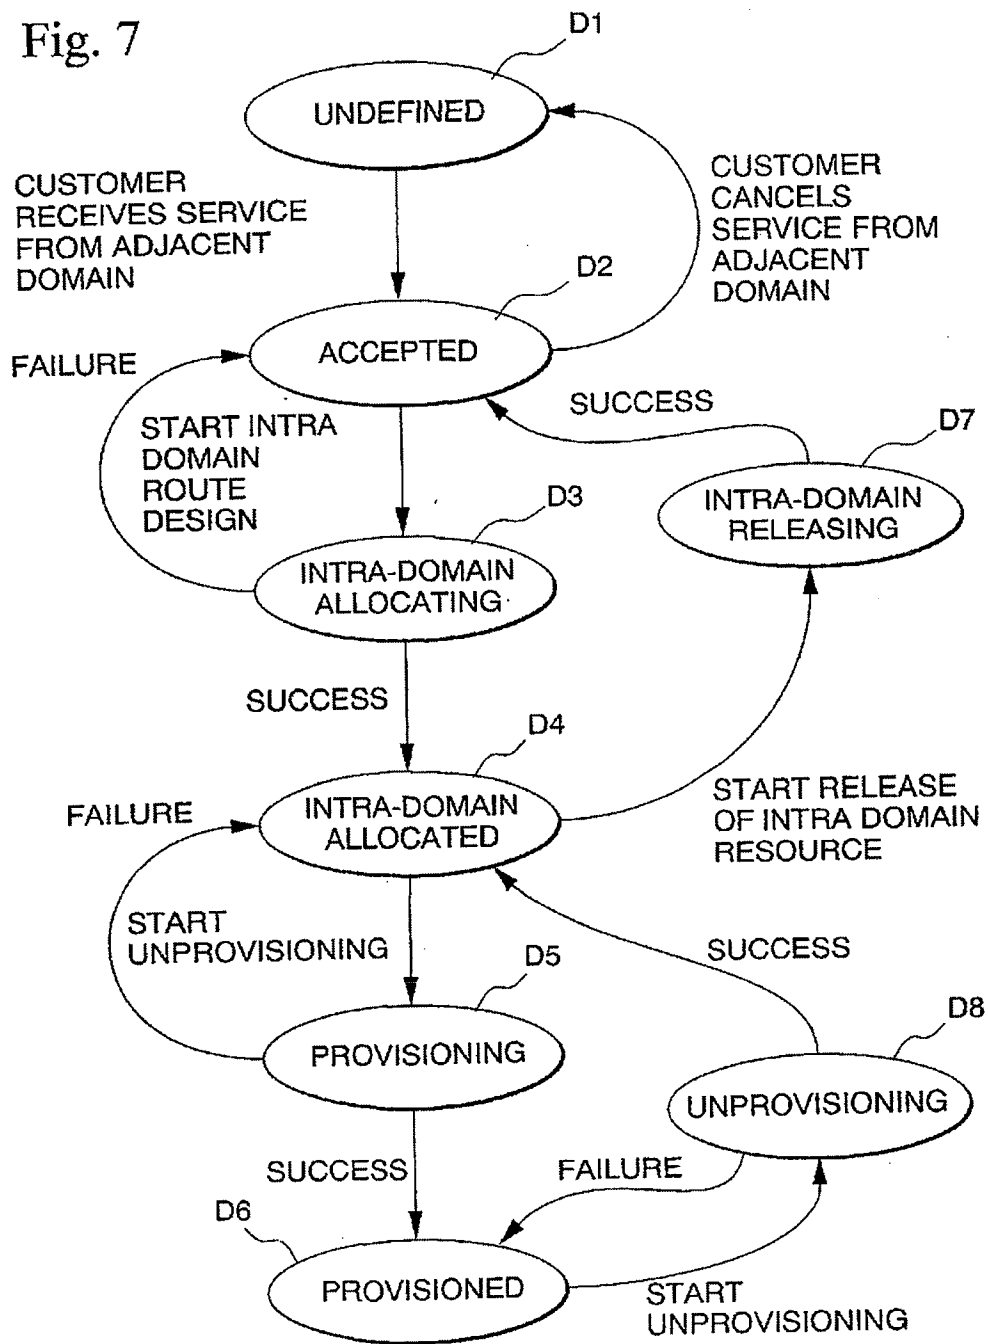 Fig. 7
D1
UNDEFINED
CUSTOMER
RECEIVES SERVICE
FROM ADJACENT
DOMAIN
CUSTOMER
CANCELS
SERVICE FROM
ADJACENT
DOMAIN
D2
ACCEPTED
FAILURE
START INTRA
DOMAIN
ROUTE
DESIGN
SUCCESS
D7
INTRA-DOMAIN
RELEASING
D3
INTRA-DOMAIN
ALLOCATING
SUCCESS
D4
INTRA-DOMAIN
ALLOCATED
FAILURE
START RELEASE
OF INTRA DOMAIN
RESOURCE
START
UNPROVISIONING
SUCCESS
D5
PROVISIONING
D8
UNPROVISIONING
SUCCESS
FAILURE
D6
PROVISIONED
START
UNPROVISIONING